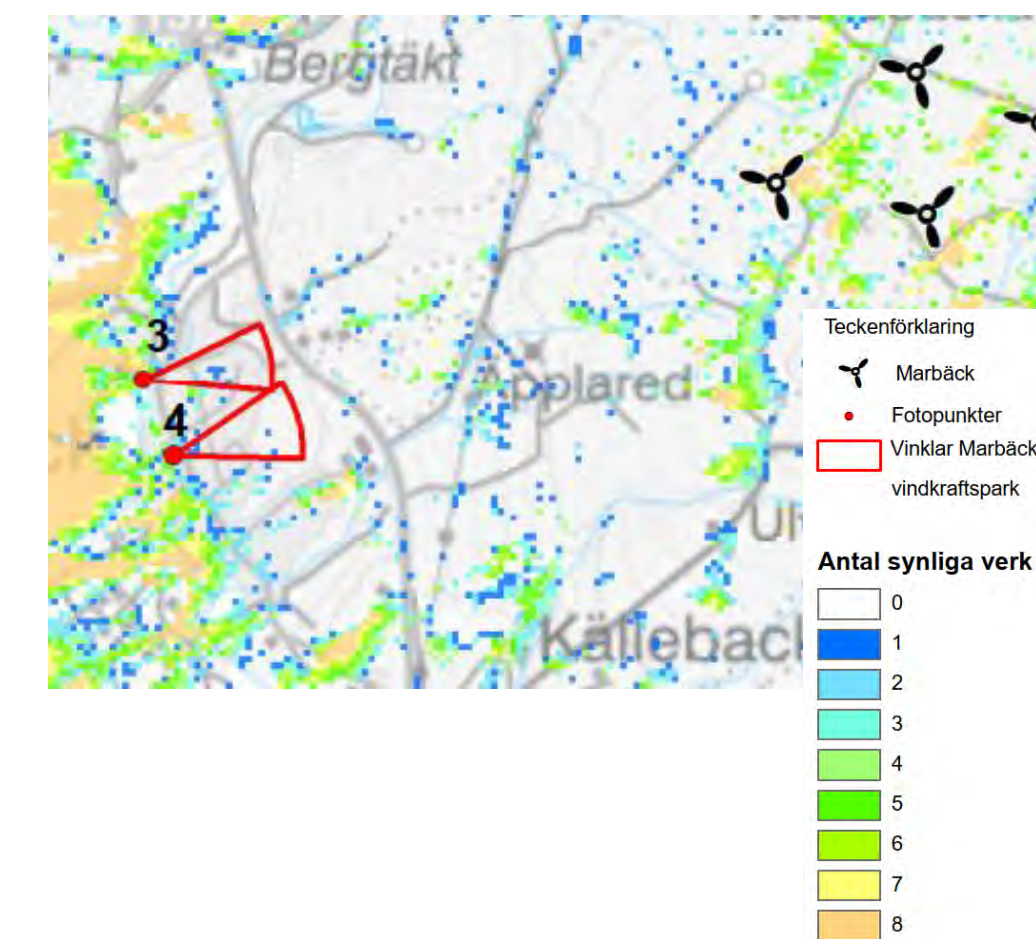 Bergtäkt
3
4
Applared
Källeback
Teckenförklaring
Marbäck
Fotopunkter
Vinklar Marbäck
vindkraftspark
Antal synliga verk
0
1
2
3
4
5
6
7
8